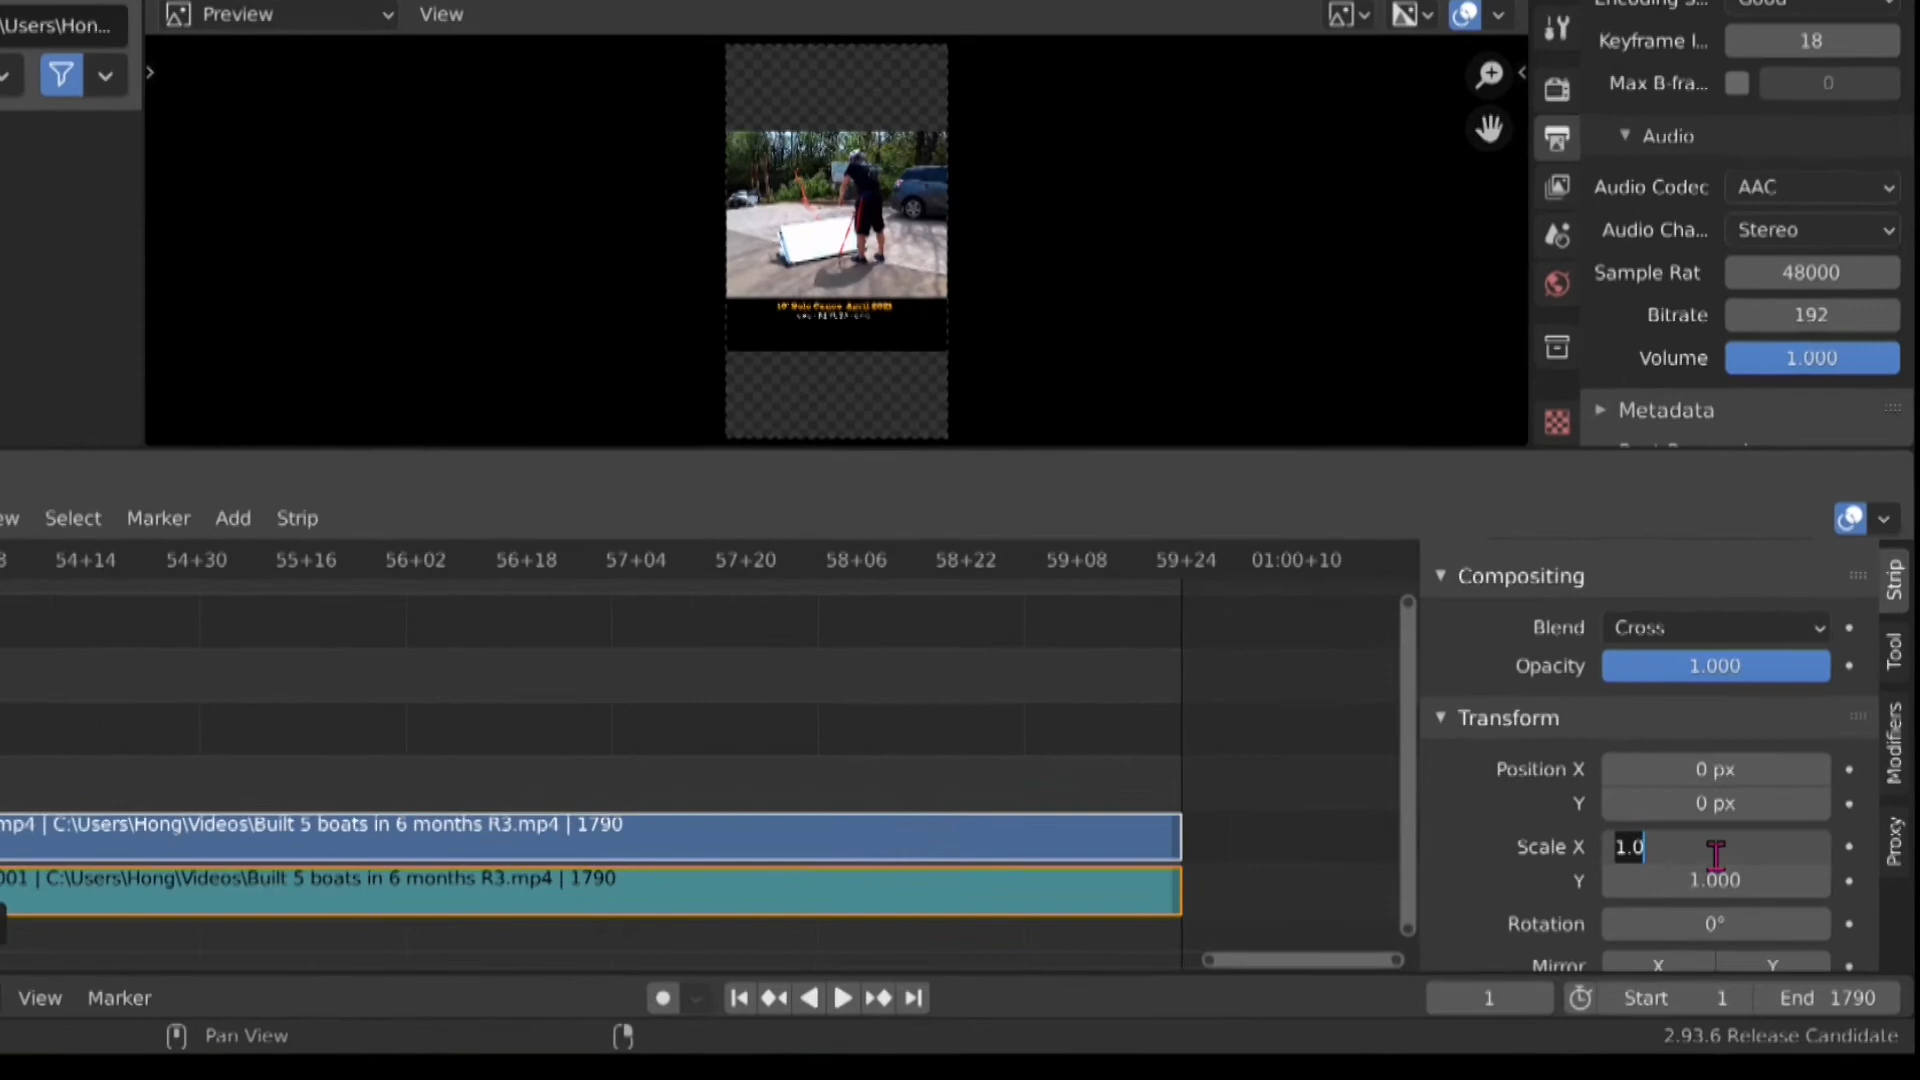 \Users\Hon...
Preview
View
Keyframe I...
18
Max B-fra...
0
Audio
Audio Codec
AAC
Audio Cha...
Stereo
Sample Rat
48000
Bitrate
192
Volume
1.000
Metadata
10' Solo Canoe April 2021
ew
Select
Marker
Add
Strip
54+14
54+30
55+16
56+02
56+18
57+04
57+20
58+06
58+22
59+08
59+24
01:00+10
Compositing
Blend
Cross
Opacity
1.000
Transform
Position X
0 px
Y
0 px
Scale X
1.0
Y
1.000
Rotation
0°
Mirror
X
Y
Strip
Tool
Modifiers
Proxy
mp4 | C:\Users\Hong\Videos\Built 5 boats in 6 months R3.mp4 | 1790
001 | C:\Users\Hong\Videos\Built 5 boats in 6 months R3.mp4 | 1790
View
Marker
1
Start
1
End
1790
Pan View
2.93.6 Release Candidate